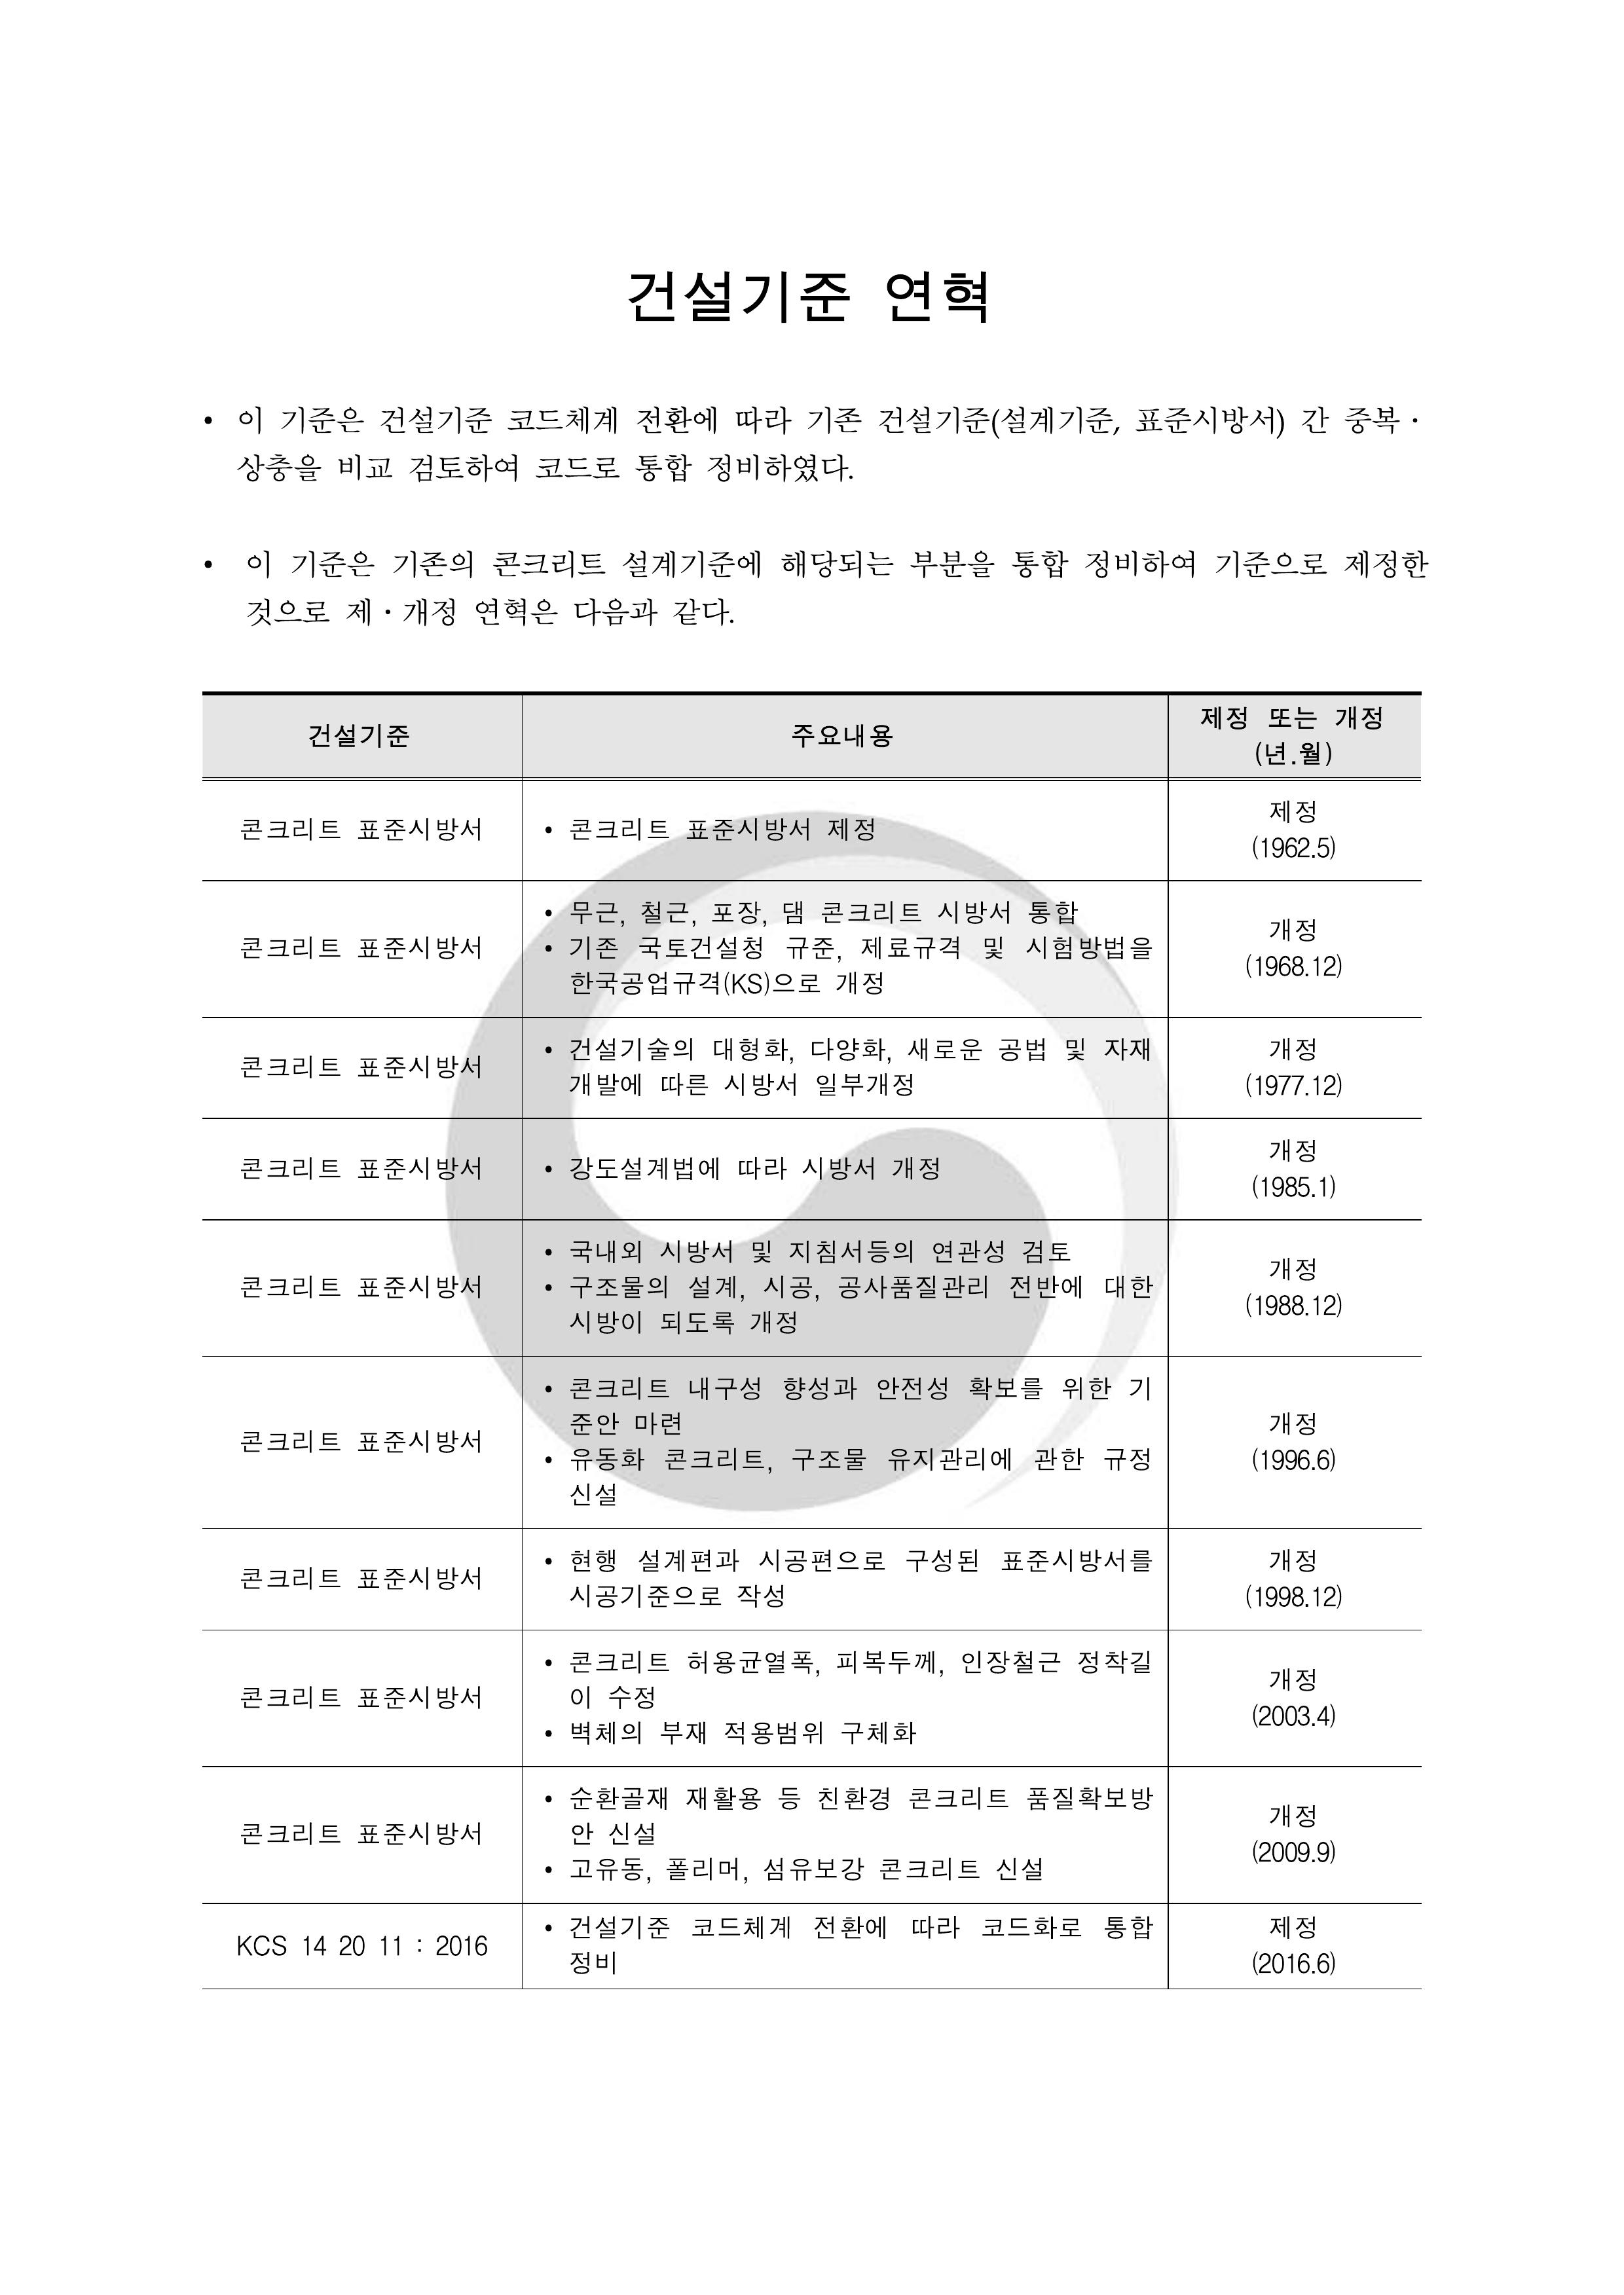 건설기준 연혁
• 이 기준은 건설기준 코드체계 전환에 따라 기존 건설기준(설계기준, 표준시방서) 간 중복·
상충을 비교 검토하여 코드로 통합 정비하였다.
• 이 기준은 기존의 콘크리트 설계기준에 해당되는 부분을 통합 정비하여 기준으로 제정한
것으로 제·개정 연혁은 다음과 같다.
건설기준 주요내용 제정 또는 개정
(년.월)
콘크리트 표준시방서
• 콘크리트 표준시방서 제정
제정
(1962.5)
콘크리트 표준시방서
• 무근, 철근, 포장, 댐 콘크리트 시방서 통합
• 기존 국토건설청 규준, 제료규격 및 시험방법을
한국공업규격(KS)으로 개정
개정
(1968.12)
콘크리트 표준시방서
• 건설기술의 대형화, 다양화, 새로운 공법 및 자재
개발에 따른 시방서 일부개정
개정
(1977.12)
콘크리트 표준시방서
• 강도설계법에 따라 시방서 개정
개정
(1985.1)
콘크리트 표준시방서
• 국내외 시방서 및 지침서등의 연관성 검토
• 구조물의 설계, 시공, 공사품질관리 전반에 대한
시방이 되도록 개정
개정
(1988.12)
콘크리트 표준시방서
• 콘크리트 내구성 향성과 안전성 확보를 위한 기
준안 마련
• 유동화 콘크리트, 구조물 유지관리에 관한 규정
신설
개정
(1996.6)
콘크리트 표준시방서
• 현행 설계편과 시공편으로 구성된 표준시방서를
시공기준으로 작성
개정
(1998.12)
콘크리트 표준시방서
• 콘크리트 허용균열폭, 피복두께, 인장철근 정착길
이 수정
• 벽체의 부재 적용범위 구체화
개정
(2003.4)
콘크리트 표준시방서
• 순환골재 재활용 등 친환경 콘크리트 품질확보방
안 신설
• 고유동, 폴리머, 섬유보강 콘크리트 신설
개정
(2009.9)
KCS 14 20 11 : 2016
• 건설기준 코드체계 전환에 따라 코드화로 통합
정비
제정
(2016.6)